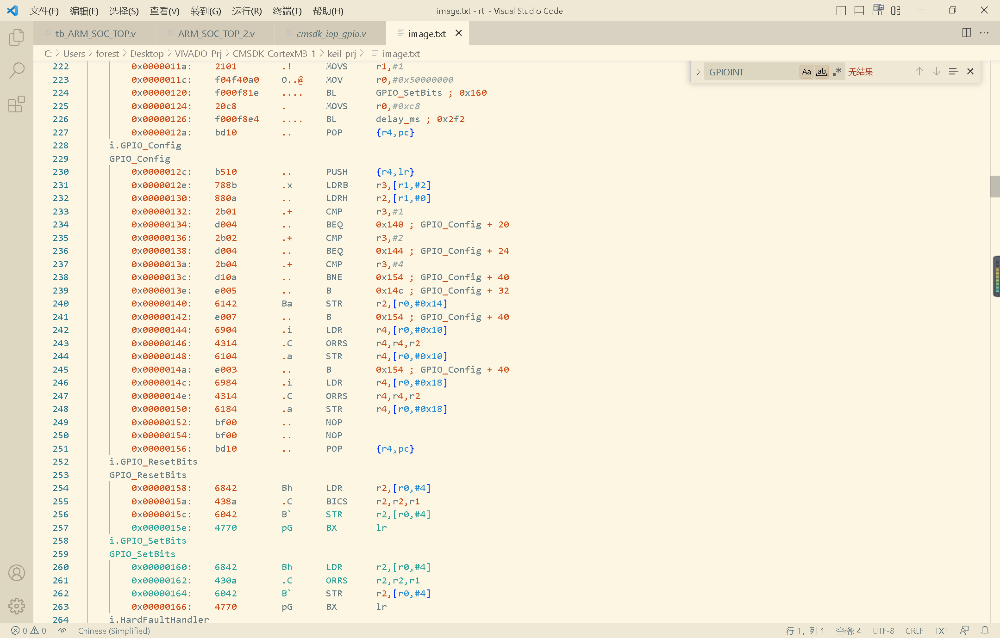 文件(F) 编辑(E) 选择(S) 查看(V) 转到(G) 运行(R) 终端(T) 帮助(H) image.txt - rtl - Visual Studio Code
tb_ARM_SOC_TOP.v ARM_SOC_TOP_2.v cmsdk_iop_gpio.v image.txt
C: > Users > forest > Desktop > VIVADO_Prj > CMSDK_CortexM3_1 > keil_prj > image.txt
GPIOINT Aa ab .* 无结果
222 0x0000011a: 2101 .! MOVS r1,#1
223 0x0000011c: f04f40a0 O..@ MOV r0,#0x50000000
224 0x00000120: f000f81e .... BL GPIO_SetBits ; 0x160
225 0x00000124: 20c8 . MOVS r0,#0xc8
226 0x00000126: f000f8e4 .... BL delay_ms ; 0x2f2
227 0x0000012a: bd10 .. POP {r4,pc}
228 i.GPIO_Config
229 GPIO_Config
230 0x0000012c: b510 .. PUSH {r4,lr}
231 0x0000012e: 788b .x LDRB r3,[r1,#2]
232 0x00000130: 880a .. LDRH r2,[r1,#0]
233 0x00000132: 2b01 .+ CMP r3,#1
234 0x00000134: d004 .. BEQ 0x140 ; GPIO_Config + 20
235 0x00000136: 2b02 .+ CMP r3,#2
236 0x00000138: d004 .. BEQ 0x144 ; GPIO_Config + 24
237 0x0000013a: 2b04 .+ CMP r3,#4
238 0x0000013c: d10a .. BNE 0x154 ; GPIO_Config + 40
239 0x0000013e: e005 .. B 0x14c ; GPIO_Config + 32
240 0x00000140: 6142 Ba STR r2,[r0,#0x14]
241 0x00000142: e007 .. B 0x154 ; GPIO_Config + 40
242 0x00000144: 6904 .i LDR r4,[r0,#0x10]
243 0x00000146: 4314 .C ORRS r4,r4,r2
244 0x00000148: 6104 .a STR r4,[r0,#0x10]
245 0x0000014a: e003 .. B 0x154 ; GPIO_Config + 40
246 0x0000014c: 6984 .i LDR r4,[r0,#0x18]
247 0x0000014e: 4314 .C ORRS r4,r4,r2
248 0x00000150: 6184 .a STR r4,[r0,#0x18]
249 0x00000152: bf00 .. NOP
250 0x00000154: bf00 .. NOP
251 0x00000156: bd10 .. POP {r4,pc}
252 i.GPIO_ResetBits
253 GPIO_ResetBits
254 0x00000158: 6842 Bh LDR r2,[r0,#4]
255 0x0000015a: 438a .C BICS r2,r2,r1
256 0x0000015c: 6042 B` STR r2,[r0,#4]
257 0x0000015e: 4770 pG BX lr
258 i.GPIO_SetBits
259 GPIO_SetBits
260 0x00000160: 6842 Bh LDR r2,[r0,#4]
261 0x00000162: 430a .C ORRS r2,r2,r1
262 0x00000164: 6042 B` STR r2,[r0,#4]
263 0x00000166: 4770 pG BX lr
264 i.HardFaultHandler
0 0 Chinese (Simplified) 行 1，列 1 空格: 4 UTF-8 CRLF TXT